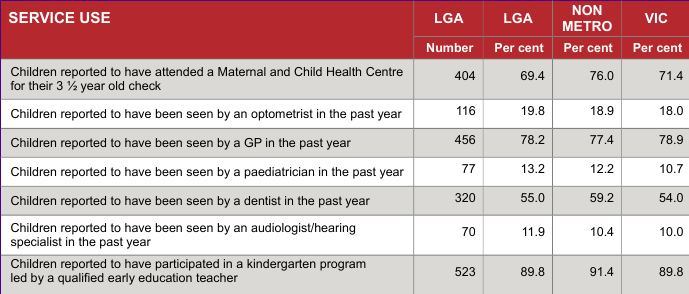 SERVICE USE LGA LGA NON METRO VIC
Number Per cent Per cent Per cent
Children reported to have attended a Maternal and Child Health Centre
for their 3 ½ year old check 404 69.4 76.0 71.4
Children reported to have been seen by an optometrist in the past year 116 19.8 18.9 18.0
Children reported to have been seen by a GP in the past year 456 78.2 77.4 78.9
Children reported to have been seen by a paediatrician in the past year 77 13.2 12.2 10.7
Children reported to have been seen by a dentist in the past year 320 55.0 59.2 54.0
Children reported to have been seen by an audiologist/hearing
specialist in the past year 70 11.9 10.4 10.0
Children reported to have participated in a kindergarten program
led by a qualified early education teacher 523 89.8 91.4 89.8